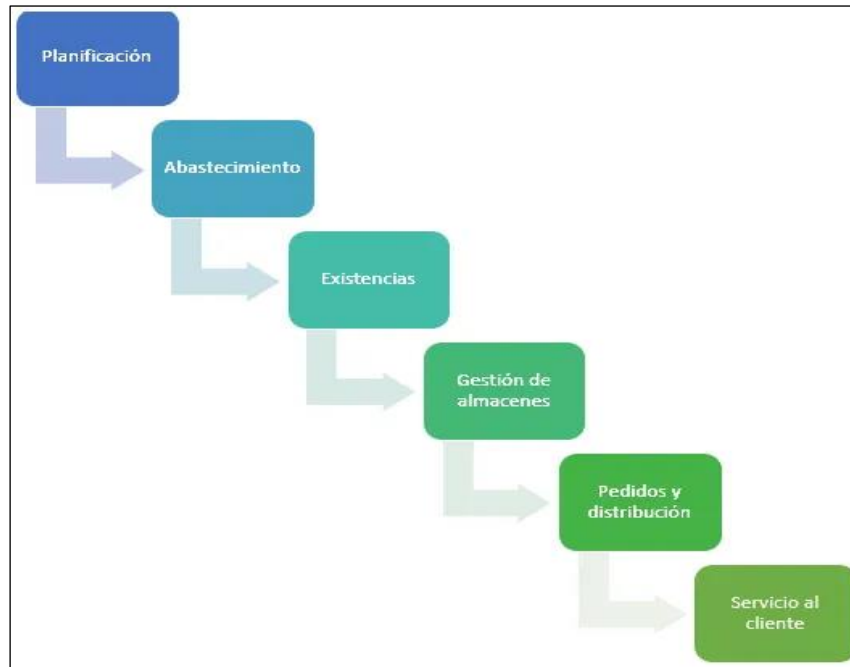 Planificación
Abastecimiento
Existencias
Gestión de
almacenes
Pedidos y
distribución
Servicio al
cliente